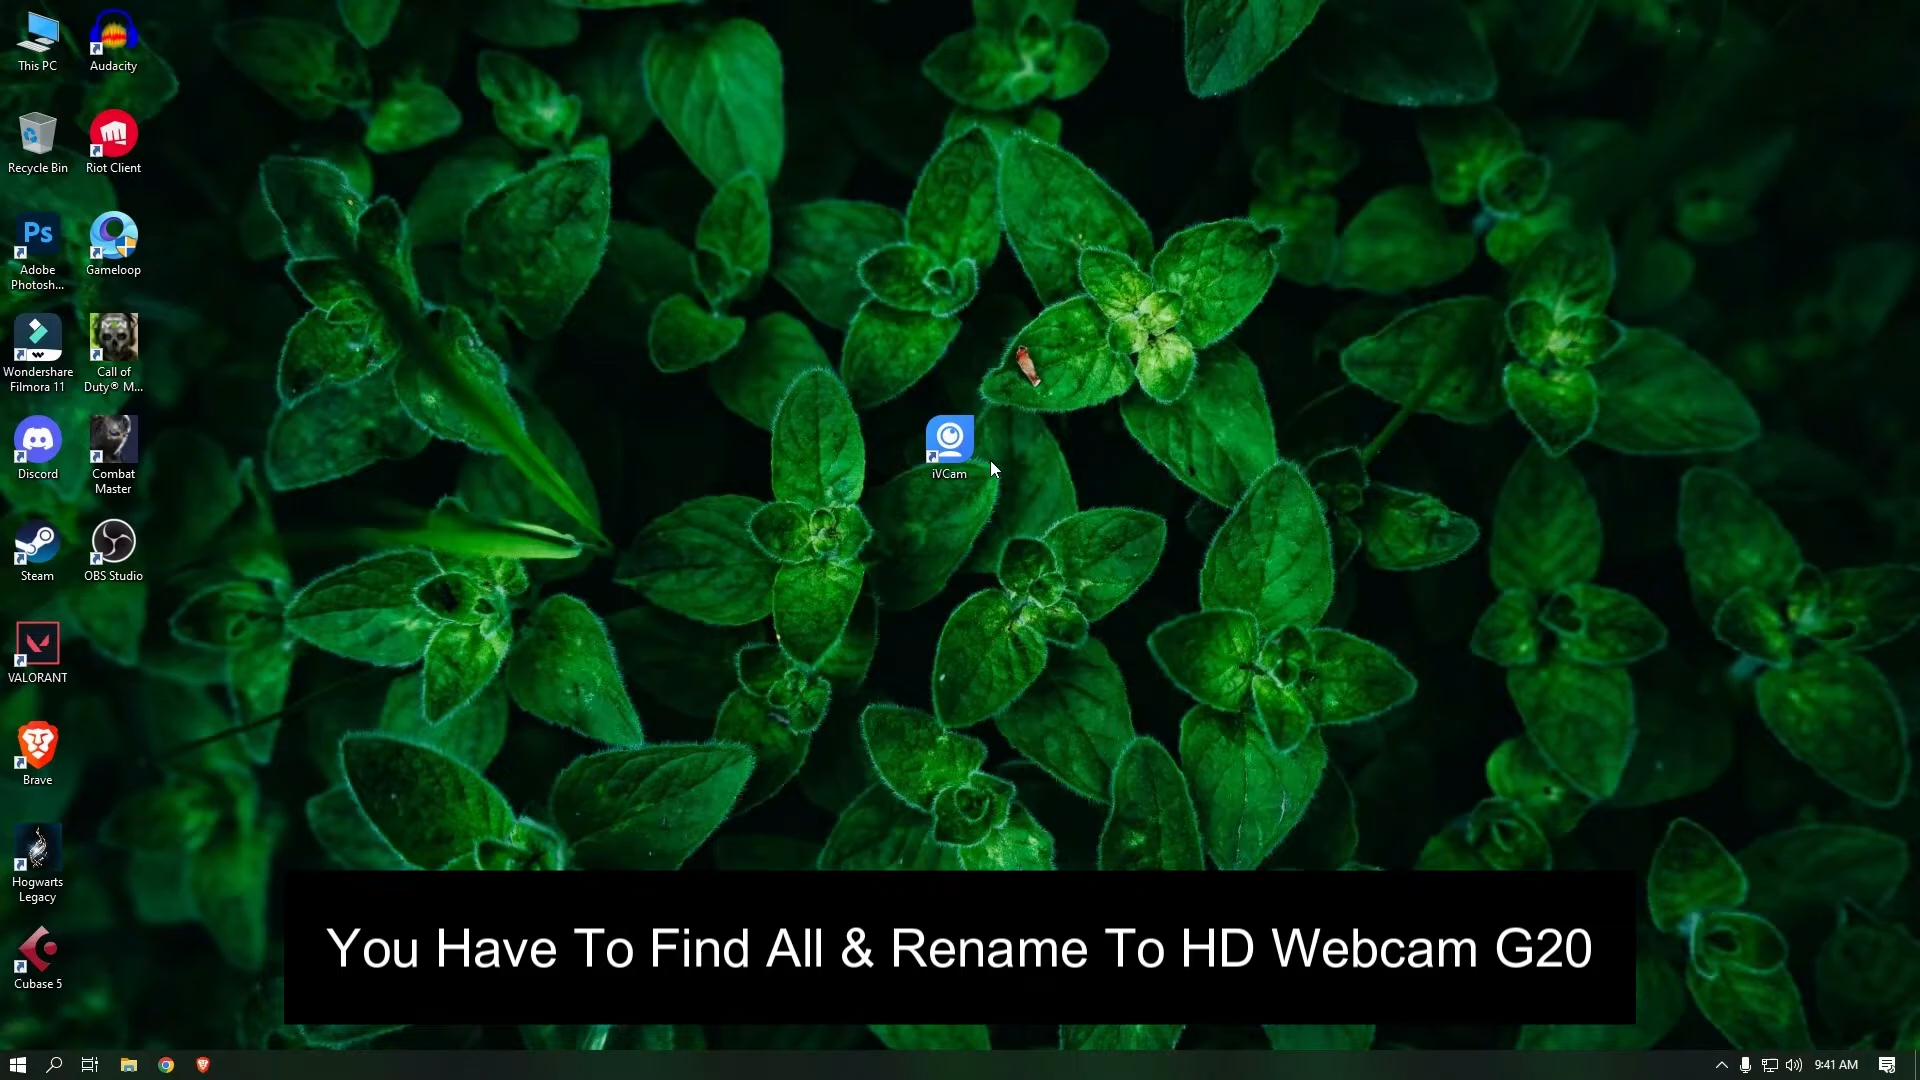 This PC
Audacity
Recycle Bin
Riot Client
Ps
Adobe
Photosh...
Gameloop
Wondershare
Filmora 11
Call of
Duty® M...
Discord
Combat
Master
iVCam
Steam
OBS Studio
VALORANT
Brave
Hogwarts
Legacy
Cubase 5
You Have To Find All & Rename To HD Webcam G20
9:41 AM